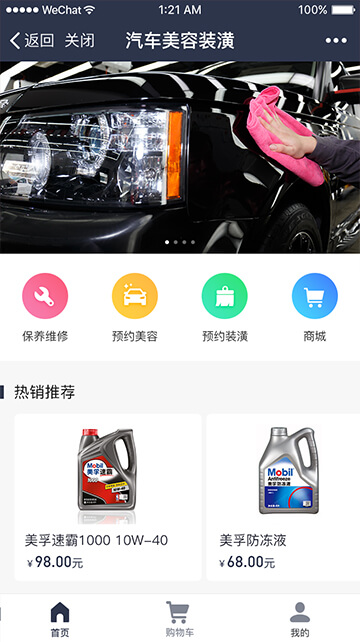 WeChat 1:21 AM 100%
返回 关闭 汽车美容装潢
保养维修 预约美容 预约装潢 商城
热销推荐
Mobil
美孚速霸
1000
10W-40
Mobil
Antifreeze
美孚防冻液
美孚速霸1000 10W-40 美孚防冻液
¥98.00元 ¥68.00元
首页 购物车 我的